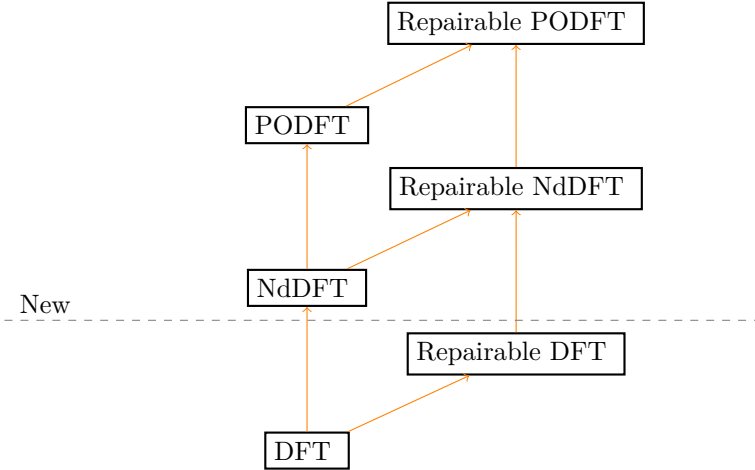 Repairable PODFT
PODFT
Repairable NdDFT
NdDFT
New
Repairable DFT
DFT